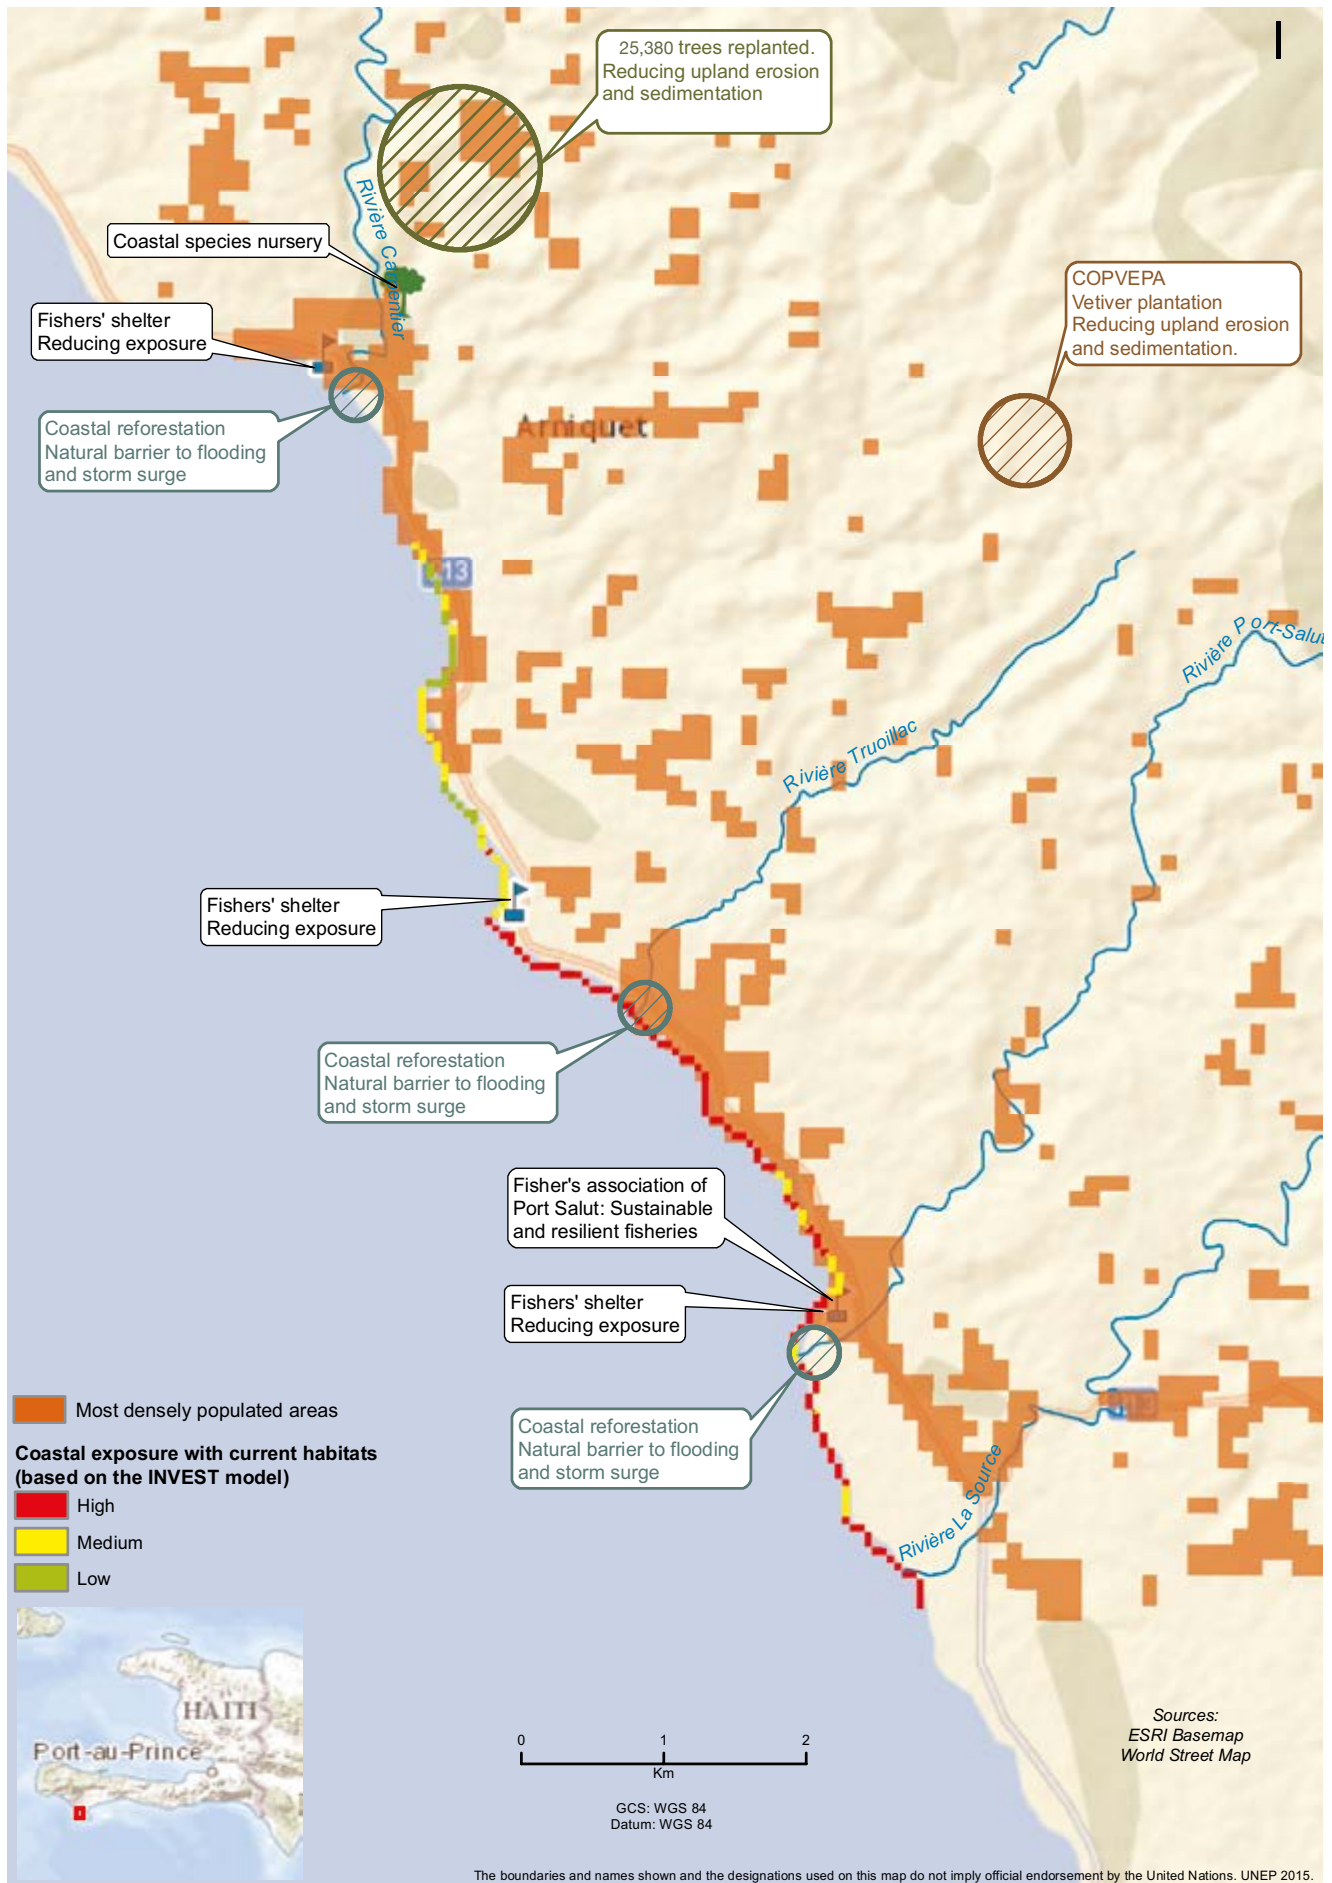 25,380 trees replanted.
Reducing upland erosion
and sedimentation
Rivière Carpentier
Coastal species nursery
COPVEPA
Vetiver plantation
Reducing upland erosion
and sedimentation.
Fishers' shelter
Reducing exposure
Coastal reforestation
Natural barrier to flooding
and storm surge
Arniquet
13
Rivière Port-Salut
Rivière Truoillac
Fishers' shelter
Reducing exposure
Coastal reforestation
Natural barrier to flooding
and storm surge
Fisher's association of
Port Salut: Sustainable
and resilient fisheries
Fishers' shelter
Reducing exposure
Coastal reforestation
Natural barrier to flooding
and storm surge
Rivière La Source
Most densely populated areas
Coastal exposure with current habitats
(based on the INVEST model)
High
Medium
Low
HAITI
Port-au-Prince
0 1 2
Km
GCS: WGS 84
Datum: WGS 84
Sources:
ESRI Basemap
World Street Map
The boundaries and names shown and the designations used on this map do not imply official endorsement by the United Nations. UNEP 2015.